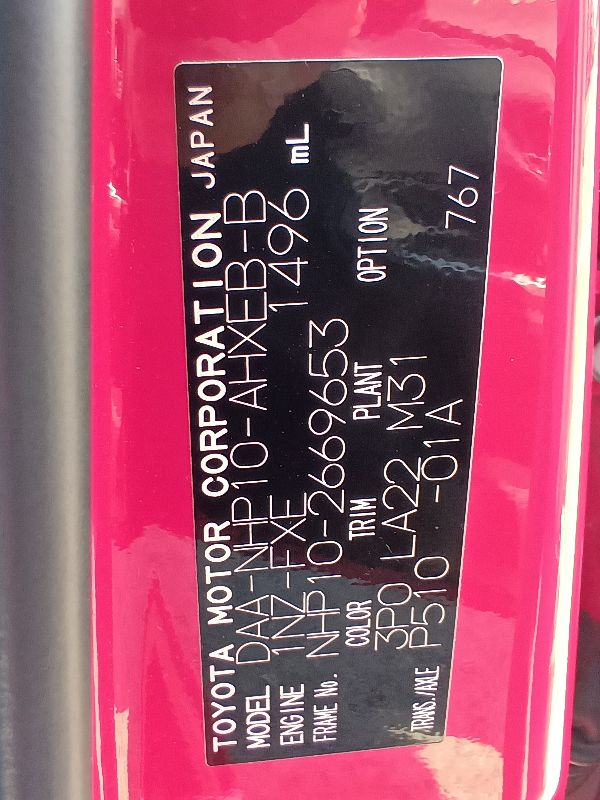 TOYOTA MOTOR CORPORATION JAPAN
MODEL DAA-NHP10-AHXEB-B
ENGINE 1NZ-FXE 1496 mL
FRAME No. NHP10-2669653
COLOR TRIM PLANT OPTION
3P0 LA22 M31
TRANS./AXLE P510 -01A 767